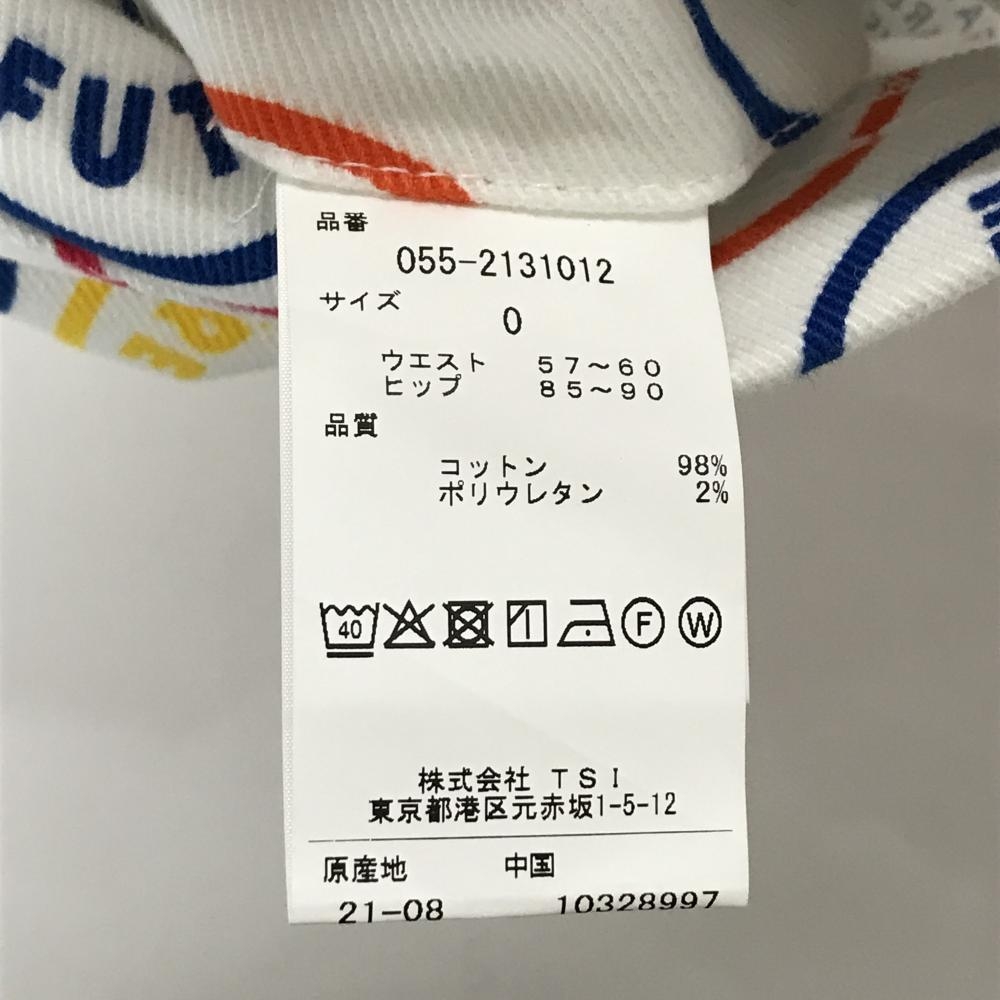 FUT
品番
055-2131012
サイズ
0
ウエスト 57～60
ヒップ 85～90
品質
コットン 98%
ポリウレタン 2%
40
F W
株式会社 TSI
東京都港区元赤坂1-5-12
原産地 中国
21-08 10328997